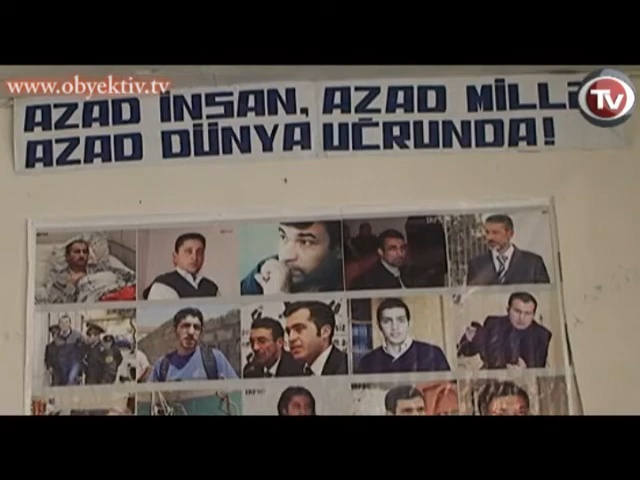 www.obyektiv.tv
AZAD İNSAN, AZAD MİLLƏ
AZAD DÜNYA UĞRUNDA!
TV